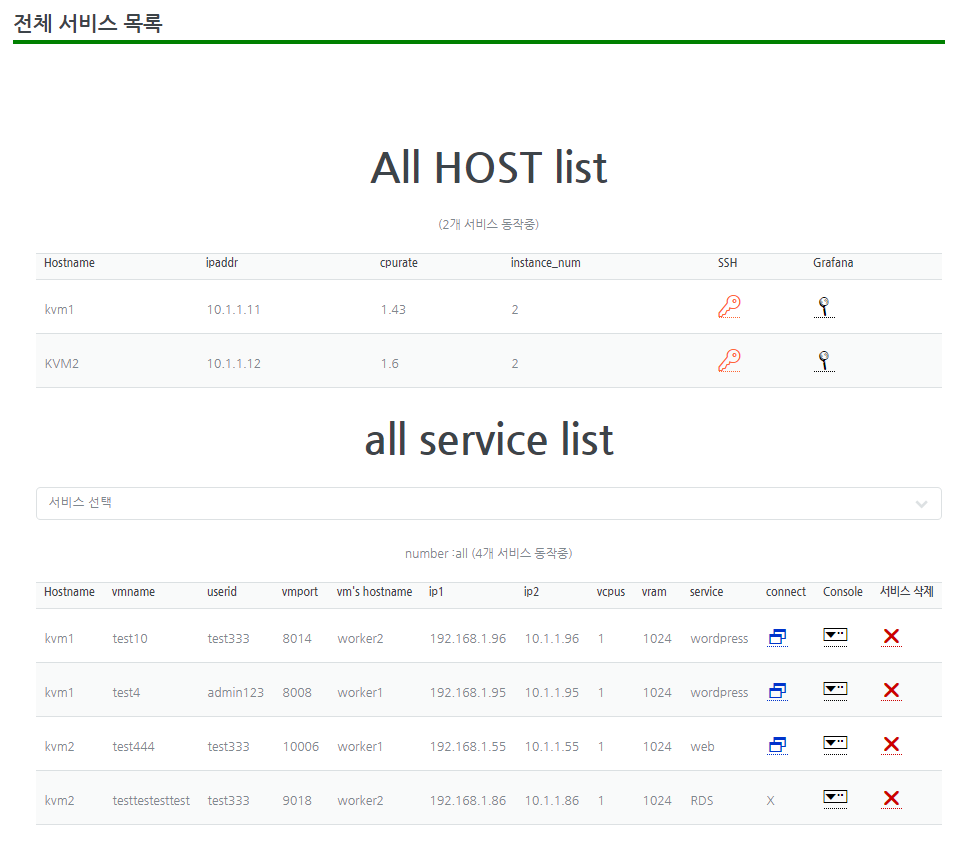 전체 서비스 목록
All HOST list
(2개 서비스 동작중)
Hostname ipaddr cpurate instance_num SSH Grafana
kvm1 10.1.1.11 1.43 2
KVM2 10.1.1.12 1.6 2
all service list
서비스 선택
number :all (4개 서비스 동작중)
Hostname vmname userid vmport vm's hostname ip1 ip2 vcpus vram service connect Console 서비스 삭제
kvm1 test10 test333 8014 worker2 192.168.1.96 10.1.1.96 1 1024 wordpress
kvm1 test4 admin123 8008 worker1 192.168.1.95 10.1.1.95 1 1024 wordpress
kvm2 test444 test333 10006 worker1 192.168.1.55 10.1.1.55 1 1024 web
kvm2 testtestesttest test333 9018 worker2 192.168.1.86 10.1.1.86 1 1024 RDS X